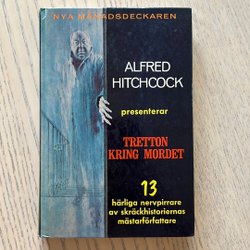 NYA MÅNADSDECKAREN
ALFRED
HITCHCOCK
presenterar
TRETTON
KRING MORDET
13
härliga nervpirrare
av skräckhistoriernas
mästarförfattare